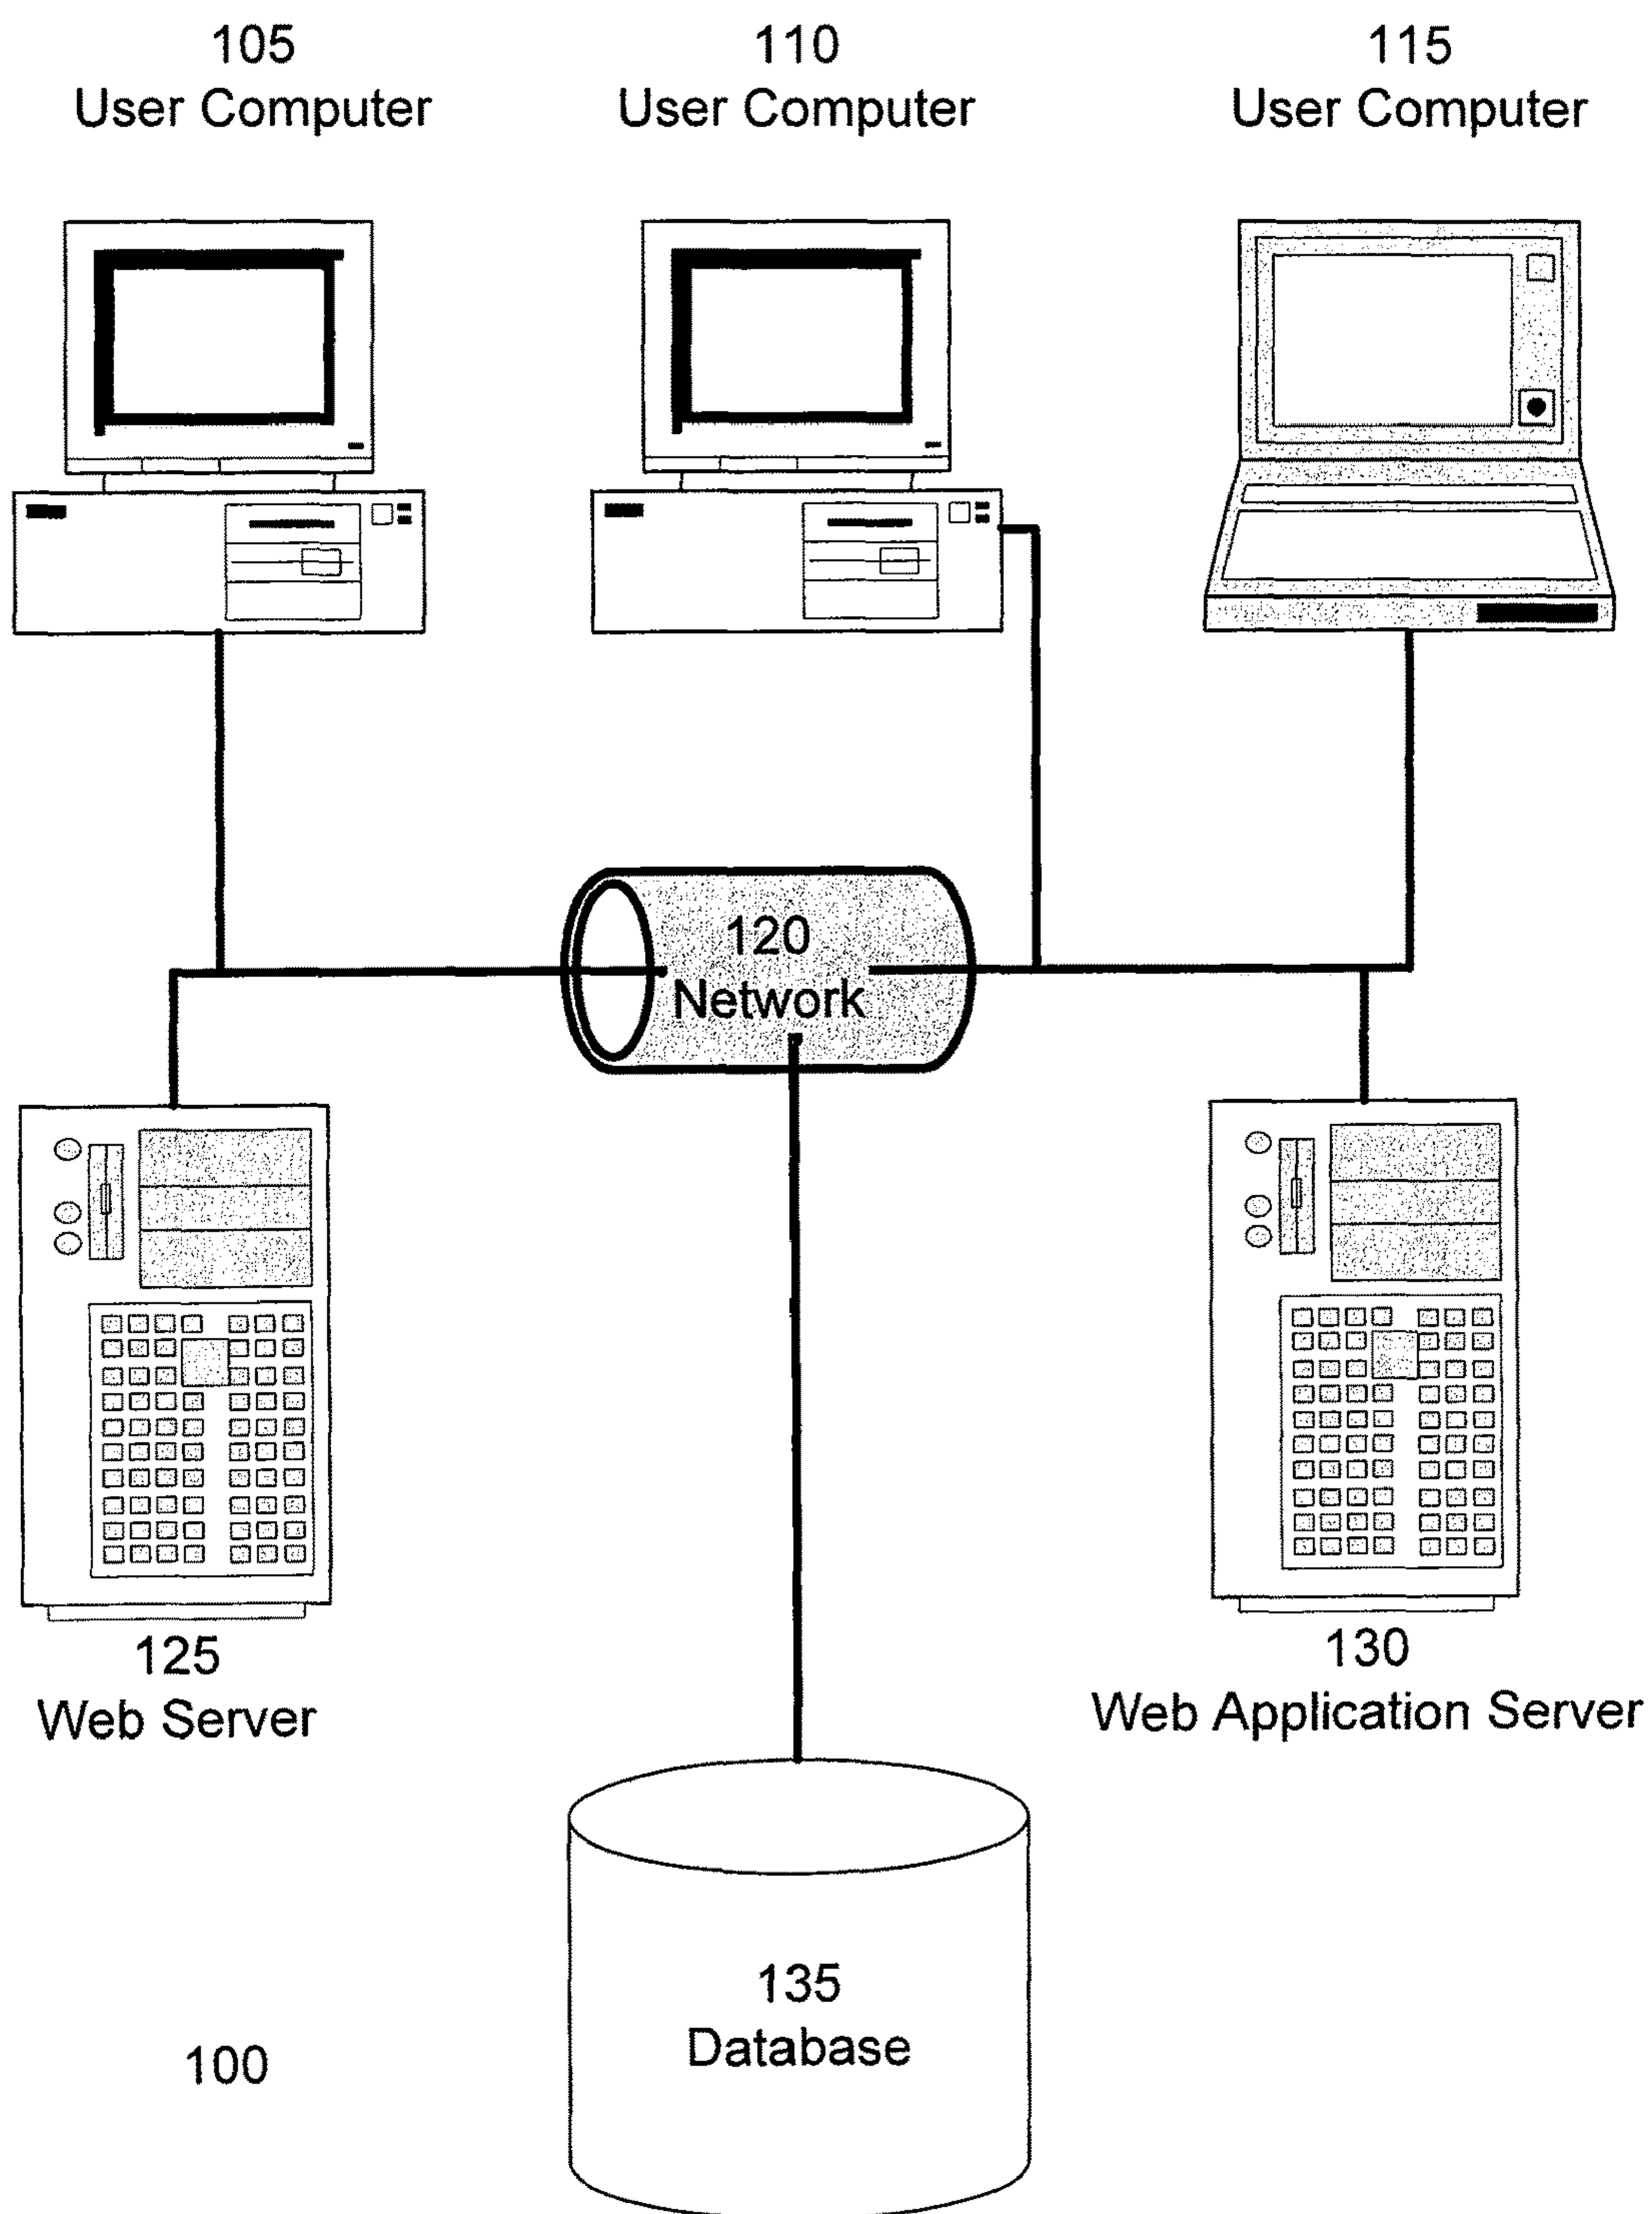 105
User Computer
110
User Computer
115
User Computer
120
Network
125
Web Server
130
Web Application Server
135
Database
100